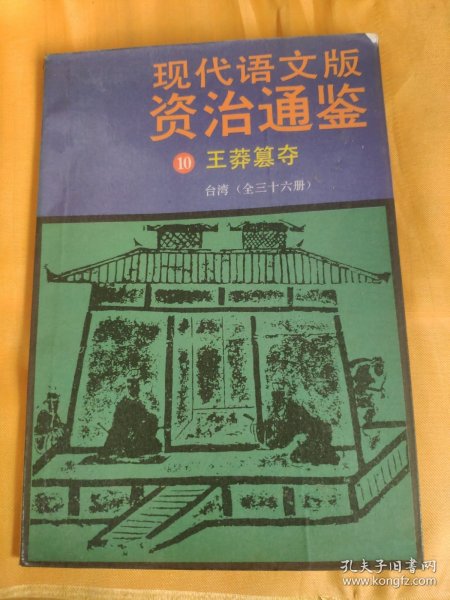 现代语文版
资治通鉴
10 王莽篡夺
台湾（全三十六册）
孔夫子旧书网
www.kongfz.com